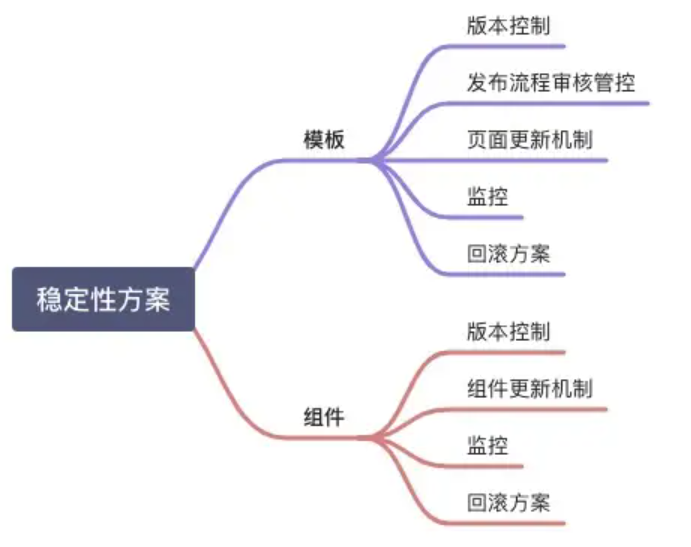 稳定性方案
模板
版本控制
发布流程审核管控
页面更新机制
监控
回滚方案
组件
版本控制
组件更新机制
监控
回滚方案